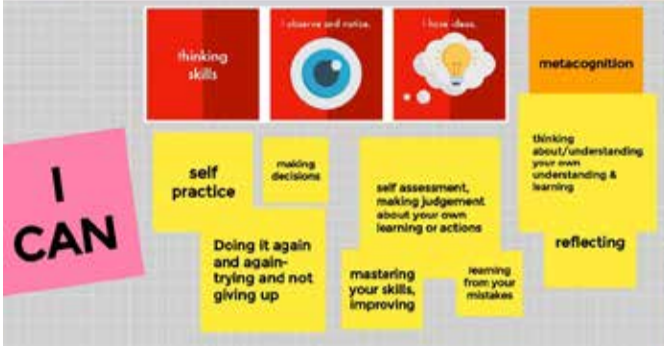 thinking
skills
I observe and notice.
I have ideas.
metacognition
I
CAN
self
practice
making
decisions
Doing it again
and again-
trying and not
giving up
self assessment,
making judgement
about your own
learning or actions
mastering
your skills,
improving
learning
from your
mistakes
thinking
about/understanding
your own
understanding &
learning
reflecting